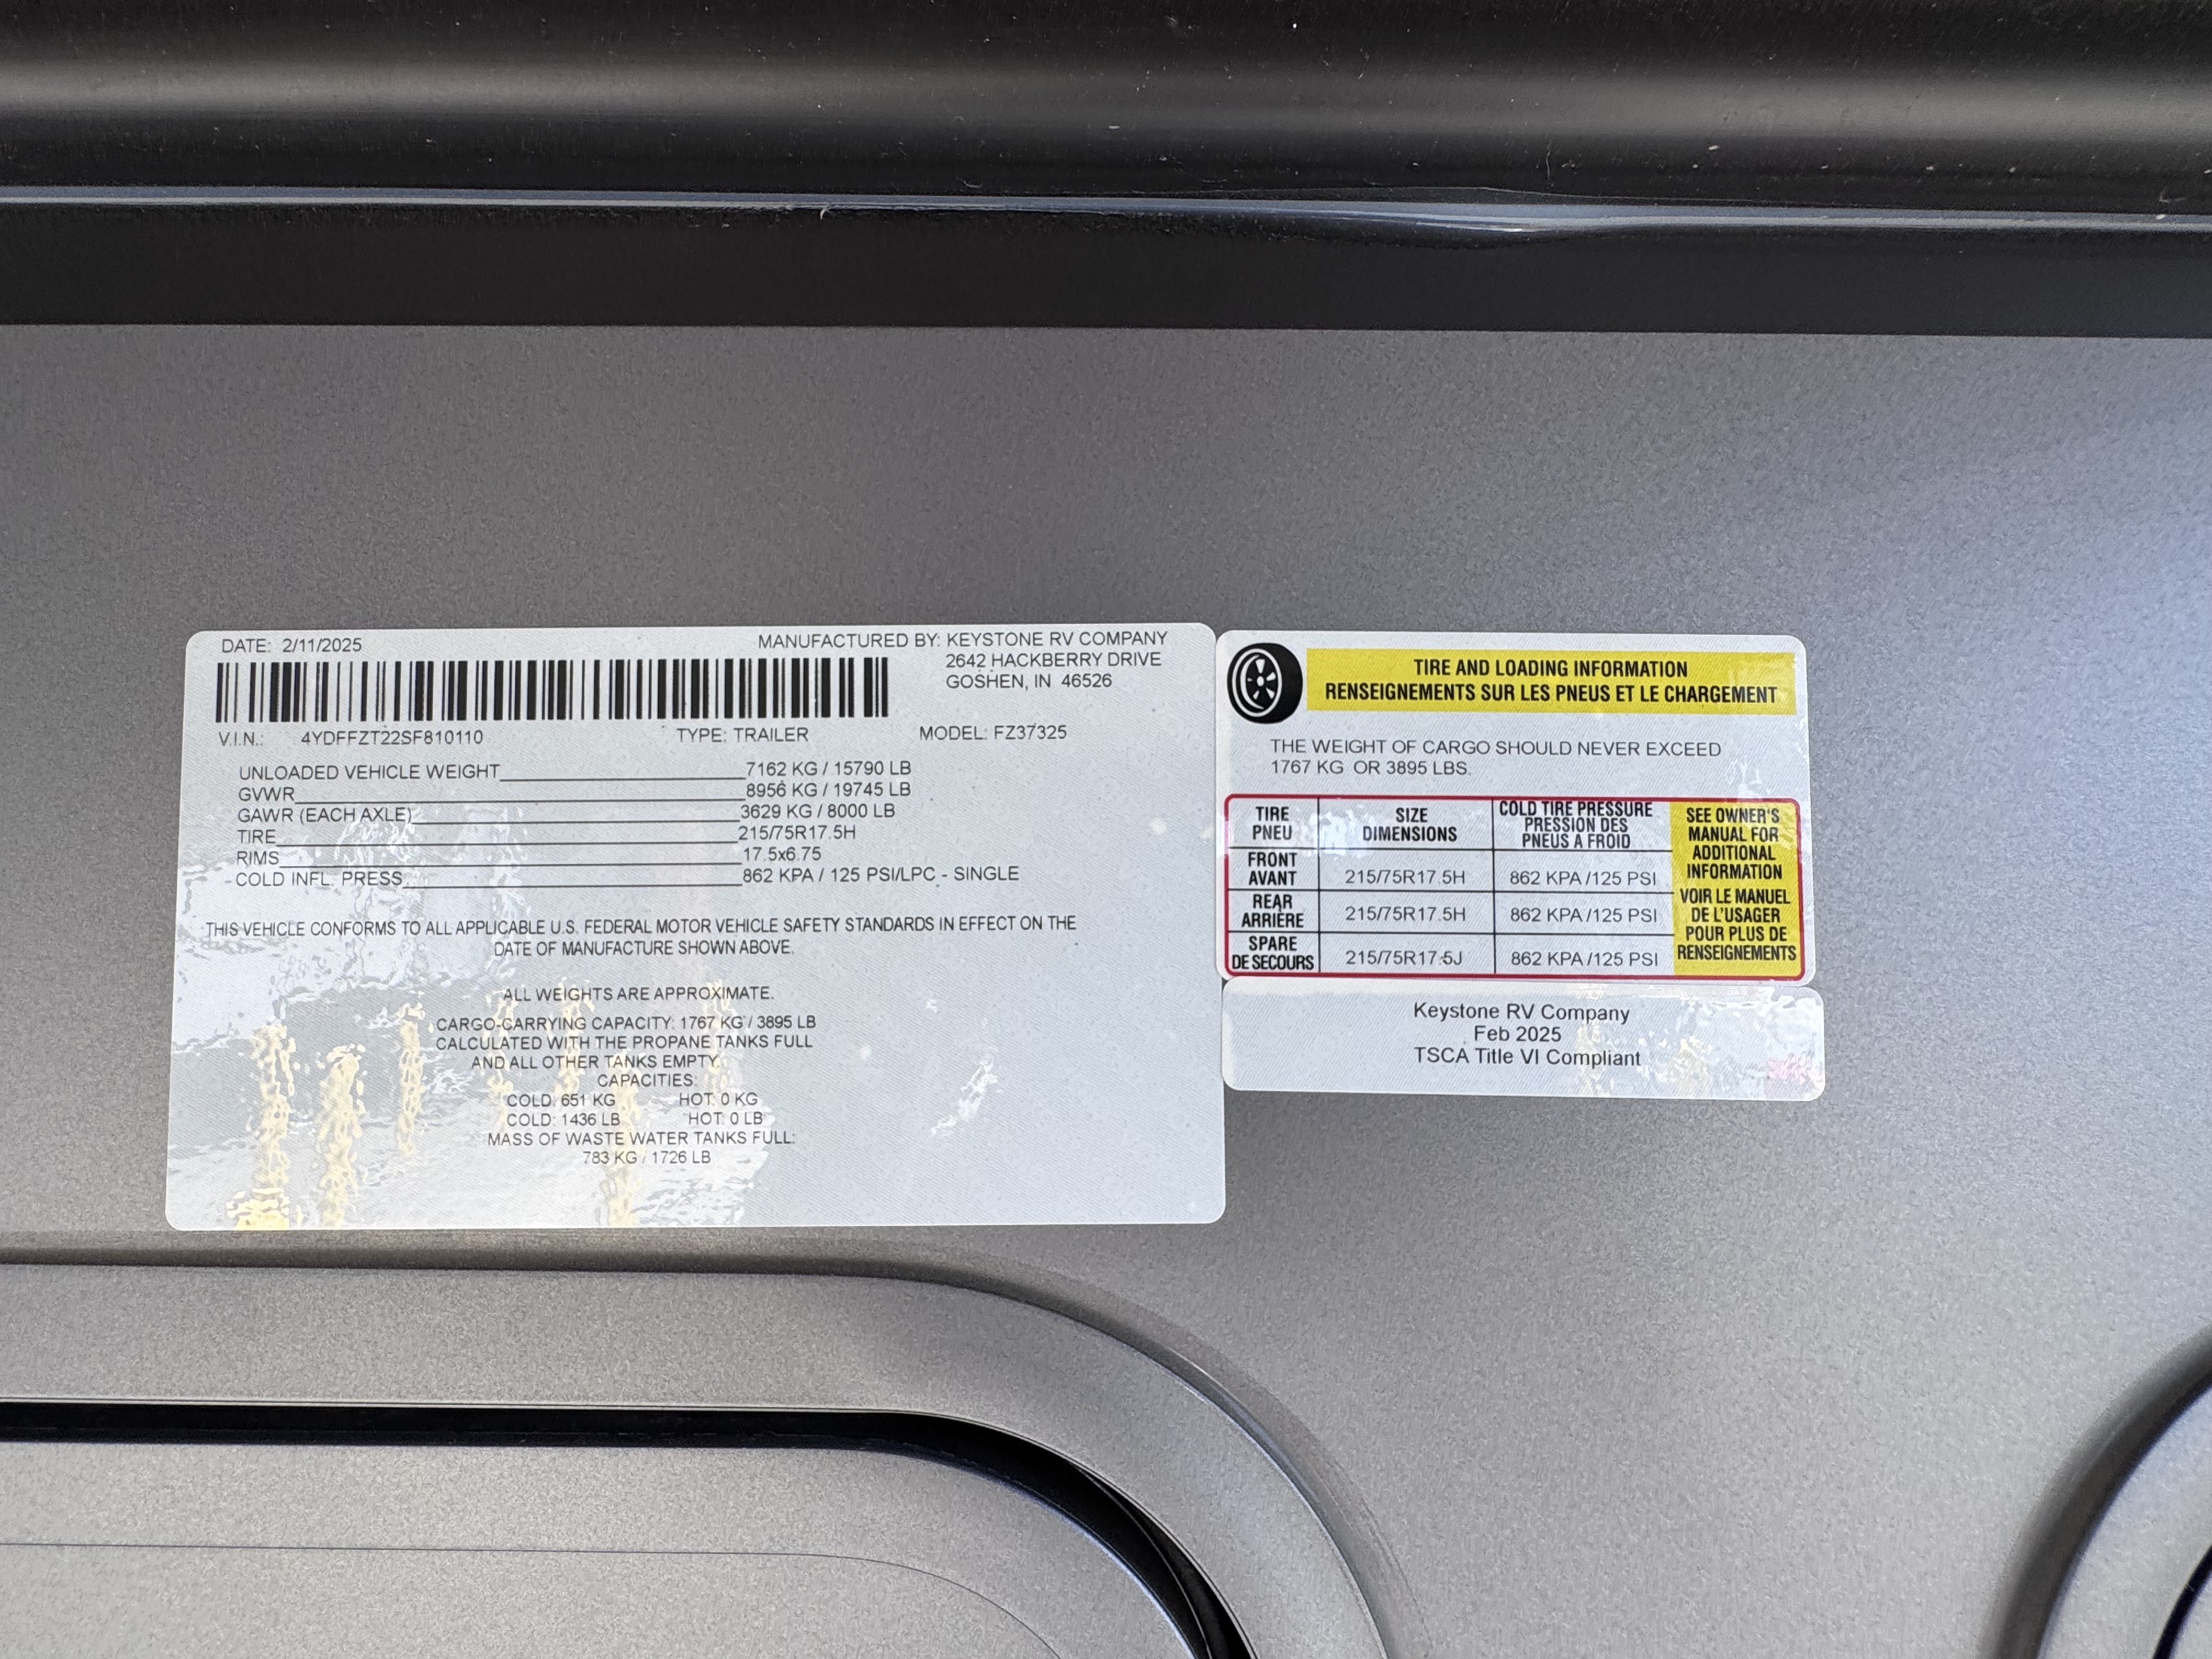 DATE: 2/11/2025
MANUFACTURED BY: KEYSTONE RV COMPANY
2642 HACKBERRY DRIVE
GOSHEN, IN 46526
V.I.N.: 4YDFFZT22SF810110 TYPE: TRAILER MODEL: FZ37325
UNLOADED VEHICLE WEIGHT 7162 KG / 15790 LB
GVWR 8956 KG / 19745 LB
GAWR (EACH AXLE) 3629 KG / 8000 LB
TIRE 215/75R17.5H
RIMS 17.5x6.75
COLD INFL. PRESS. 862 KPA / 125 PSI/LPC - SINGLE
THIS VEHICLE CONFORMS TO ALL APPLICABLE U.S. FEDERAL MOTOR VEHICLE SAFETY STANDARDS IN EFFECT ON THE
DATE OF MANUFACTURE SHOWN ABOVE.
ALL WEIGHTS ARE APPROXIMATE.
CARGO-CARRYING CAPACITY: 1767 KG / 3895 LB
CALCULATED WITH THE PROPANE TANKS FULL
AND ALL OTHER TANKS EMPTY.
CAPACITIES:
COLD: 651 KG HOT: 0 KG
COLD: 1436 LB HOT: 0 LB
MASS OF WASTE WATER TANKS FULL:
783 KG / 1726 LB
TIRE AND LOADING INFORMATION
RENSEIGNEMENTS SUR LES PNEUS ET LE CHARGEMENT
THE WEIGHT OF CARGO SHOULD NEVER EXCEED
1767 KG OR 3895 LBS.
TIRE
PNEU
SIZE
DIMENSIONS
COLD TIRE PRESSURE
PRESSION DES
PNEUS A FROID
FRONT
AVANT
215/75R17.5H 862 KPA /125 PSI
REAR
ARRIÈRE
215/75R17.5H 862 KPA /125 PSI
SPARE
DE SECOURS
215/75R17.5J 862 KPA /125 PSI
SEE OWNER'S
MANUAL FOR
ADDITIONAL
INFORMATION
VOIR LE MANUEL
DE L'USAGER
POUR PLUS DE
RENSEIGNEMENTS
Keystone RV Company
Feb 2025
TSCA Title VI Compliant